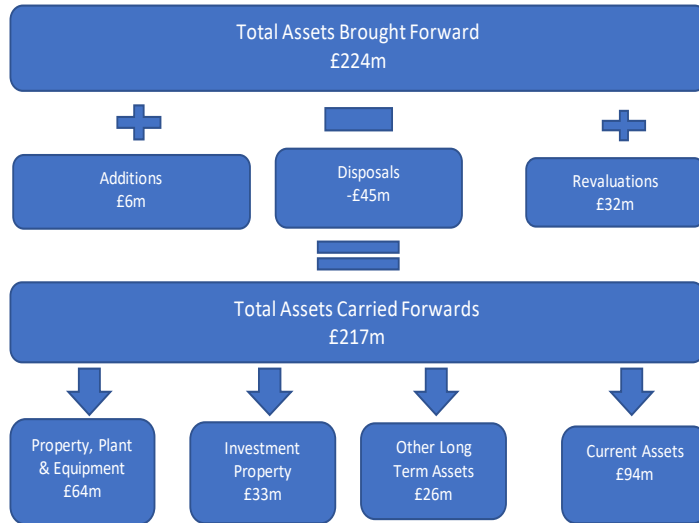 Total Assets Brought Forward
£224m
Additions
£6m
Disposals
-£45m
Revaluations
£32m
Total Assets Carried Forwards
£217m
Property, Plant
& Equipment
£64m
Investment
Property
£33m
Other Long
Term Assets
£26m
Current Assets
£94m